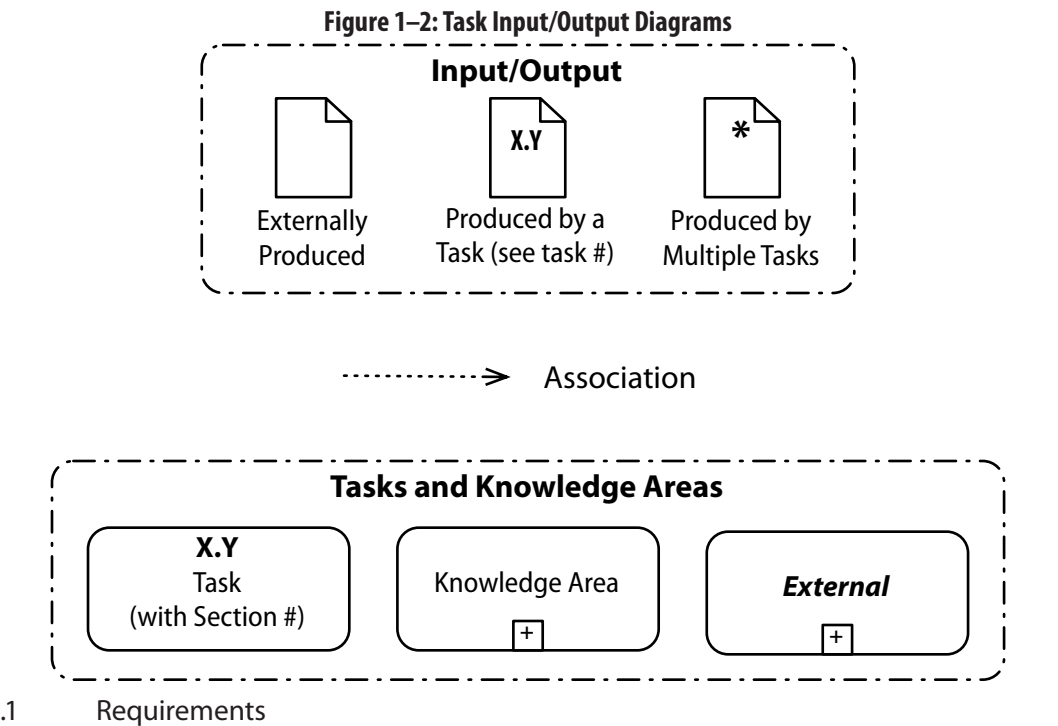 Figure 1–2: Task Input/Output Diagrams
Input/Output
X.Y
*
Externally
Produced
Produced by a
Task (see task #)
Produced by
Multiple Tasks
Association
Tasks and Knowledge Areas
X.Y
Task
(with Section #)
Knowledge Area
+
External
+
.1 Requirements